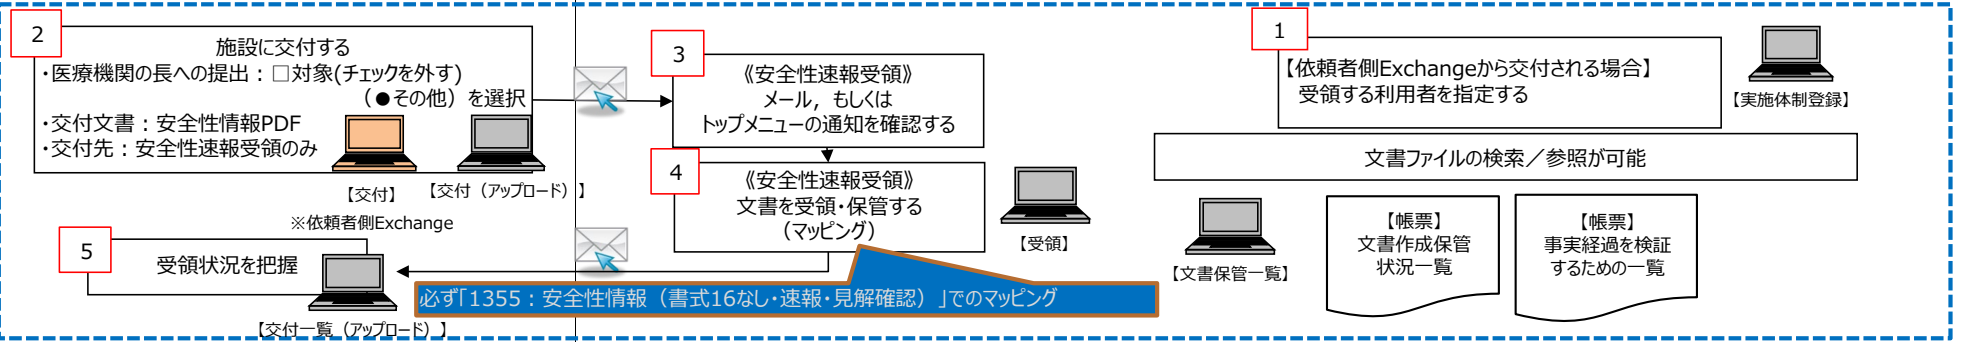 2
施設に交付する
・医療機関の長への提出：□対象(チェックを外す)
（●その他）を選択
・交付文書：安全性情報PDF
・交付先：安全性速報受領のみ
【交付】
【交付（アップロード）】
※依頼者側Exchange
3
《安全性速報受領》
メール，もしくは
トップメニューの通知を確認する
4
《安全性速報受領》
文書を受領・保管する
（マッピング）
【受領】
5
受領状況を把握
【交付一覧（アップロード）】
必ず「1355：安全性情報（書式16なし・速報・見解確認）」でのマッピング
1
【依頼者側Exchangeから交付される場合】
受領する利用者を指定する
【実施体制登録】
文書ファイルの検索／参照が可能
【文書保管一覧】
【帳票】
文書作成保管
状況一覧
【帳票】
事実経過を検証
するための一覧